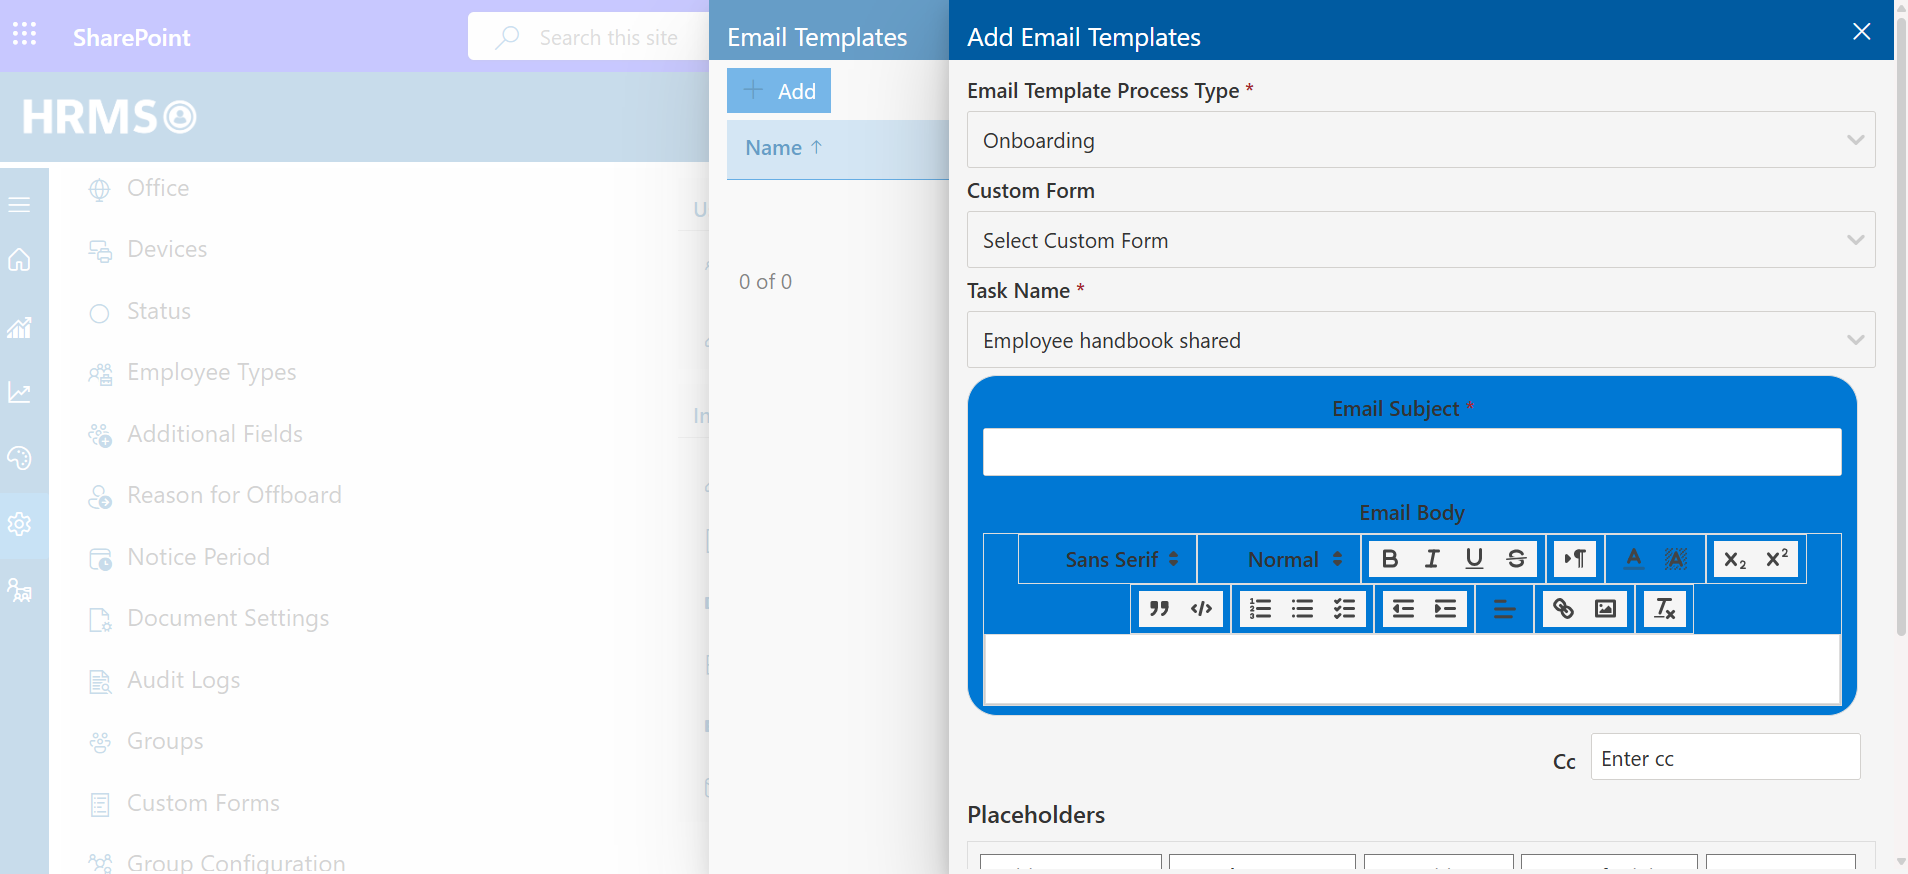 SharePoint
Search this site
HRMS
Office
Devices
Status
Employee Types
Additional Fields
Reason for Offboard
Notice Period
Document Settings
Audit Logs
Groups
Custom Forms
Group Configuration
Email Templates
Add
Name ↑
0 of 0
Add Email Templates
Email Template Process Type *
Onboarding
Custom Form
Select Custom Form
Task Name *
Employee handbook shared
Email Subject *
Email Body
Sans Serif
Normal
Cc
Enter cc
Placeholders